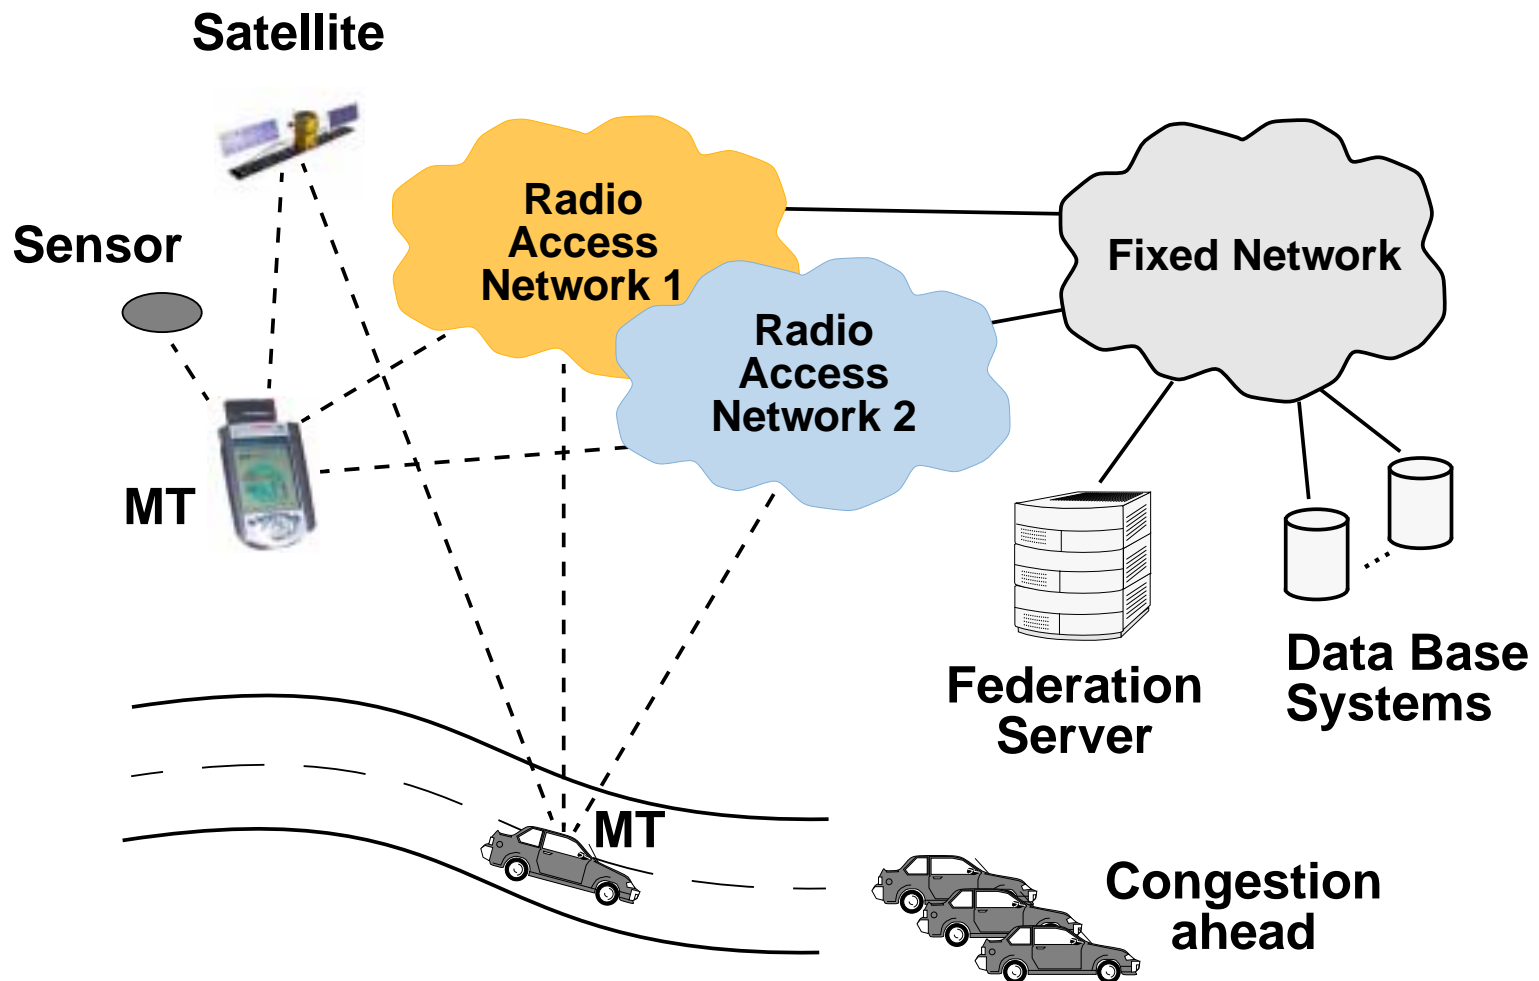 Satellite
Sensor
Radio
Access
Network 1
Fixed Network
Radio
Access
Network 2
MT
Federation
Server
Data Base
Systems
MT
Congestion
ahead